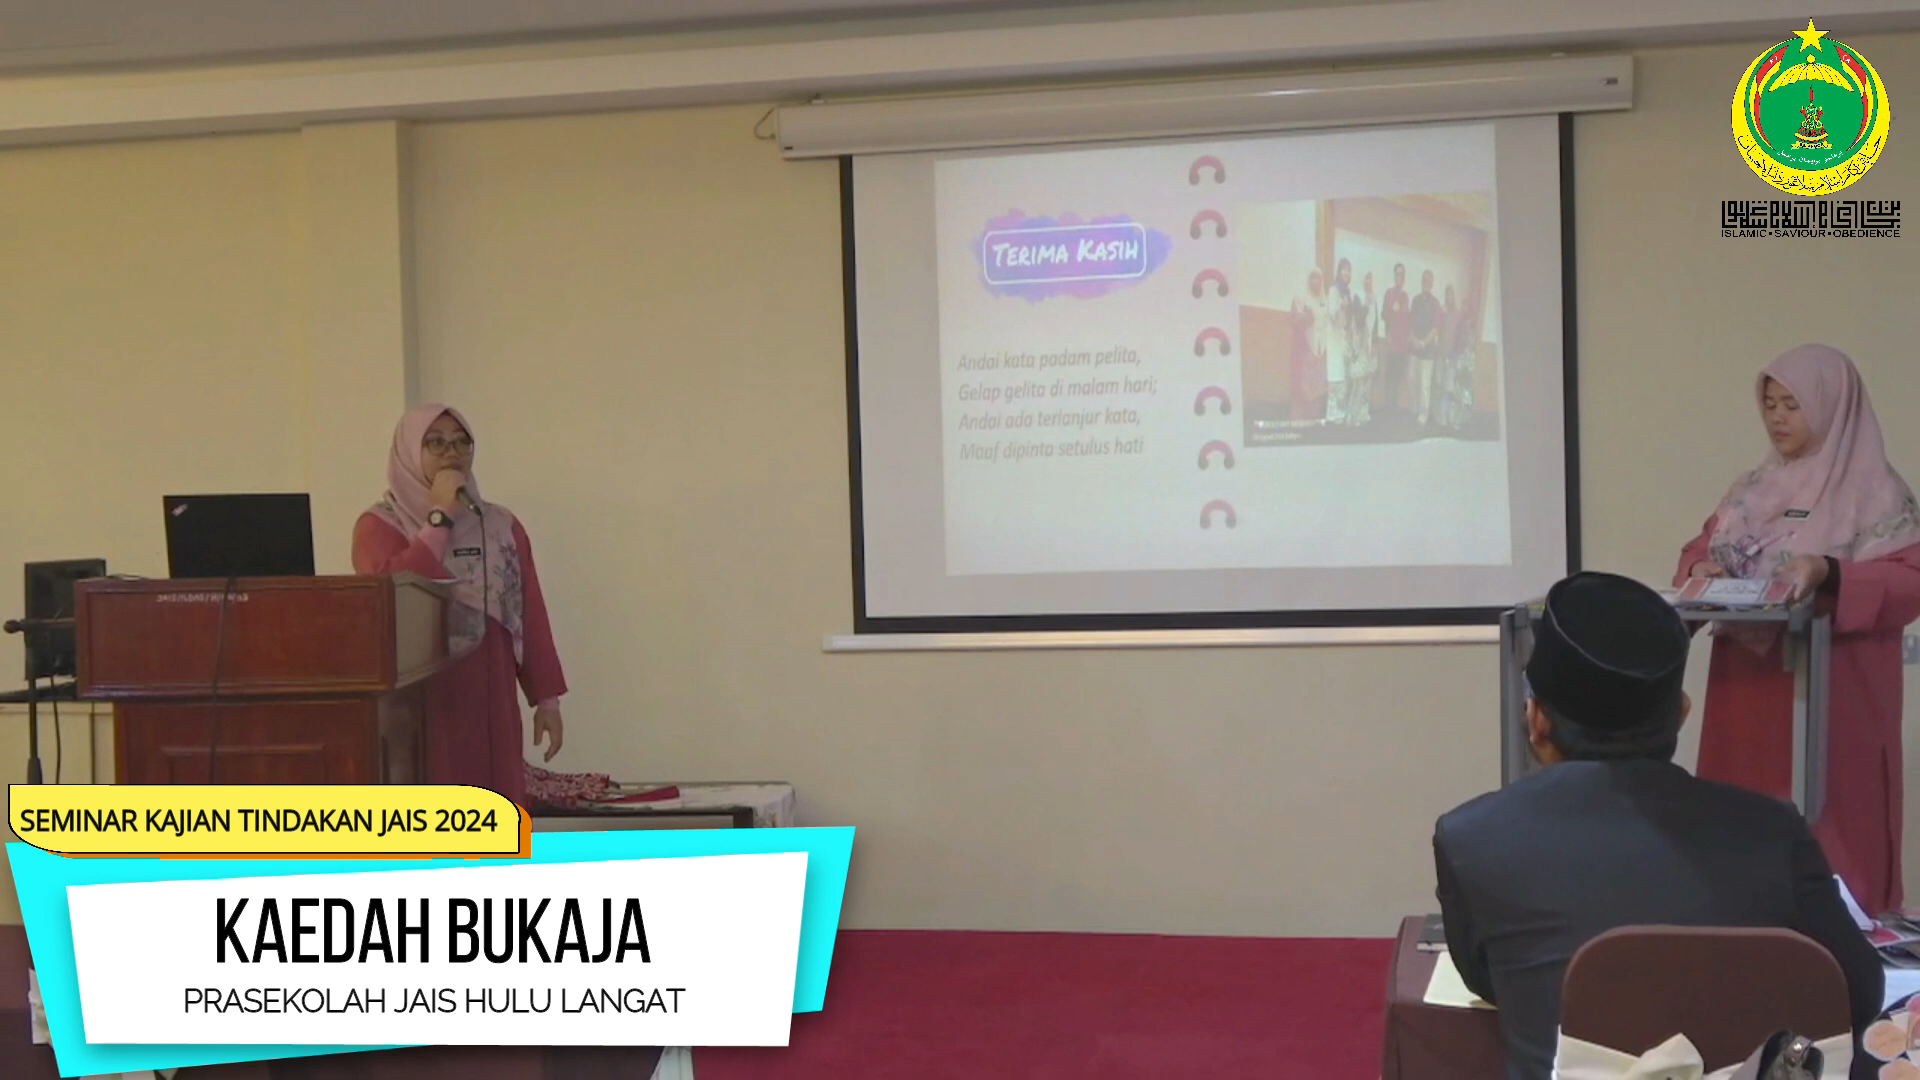 ISLAMIC • SAVIOUR • OBEDIENCE
TERIMA KASIH
Andai kata padam pelita,
Gelap gelita di malam hari;
Andai ada terlanjur kata,
Maaf dipinta setulus hati
SEMINAR KAJIAN TINDAKAN JAIS 2024
KAEDAH BUKAJA
PRASEKOLAH JAIS HULU LANGAT